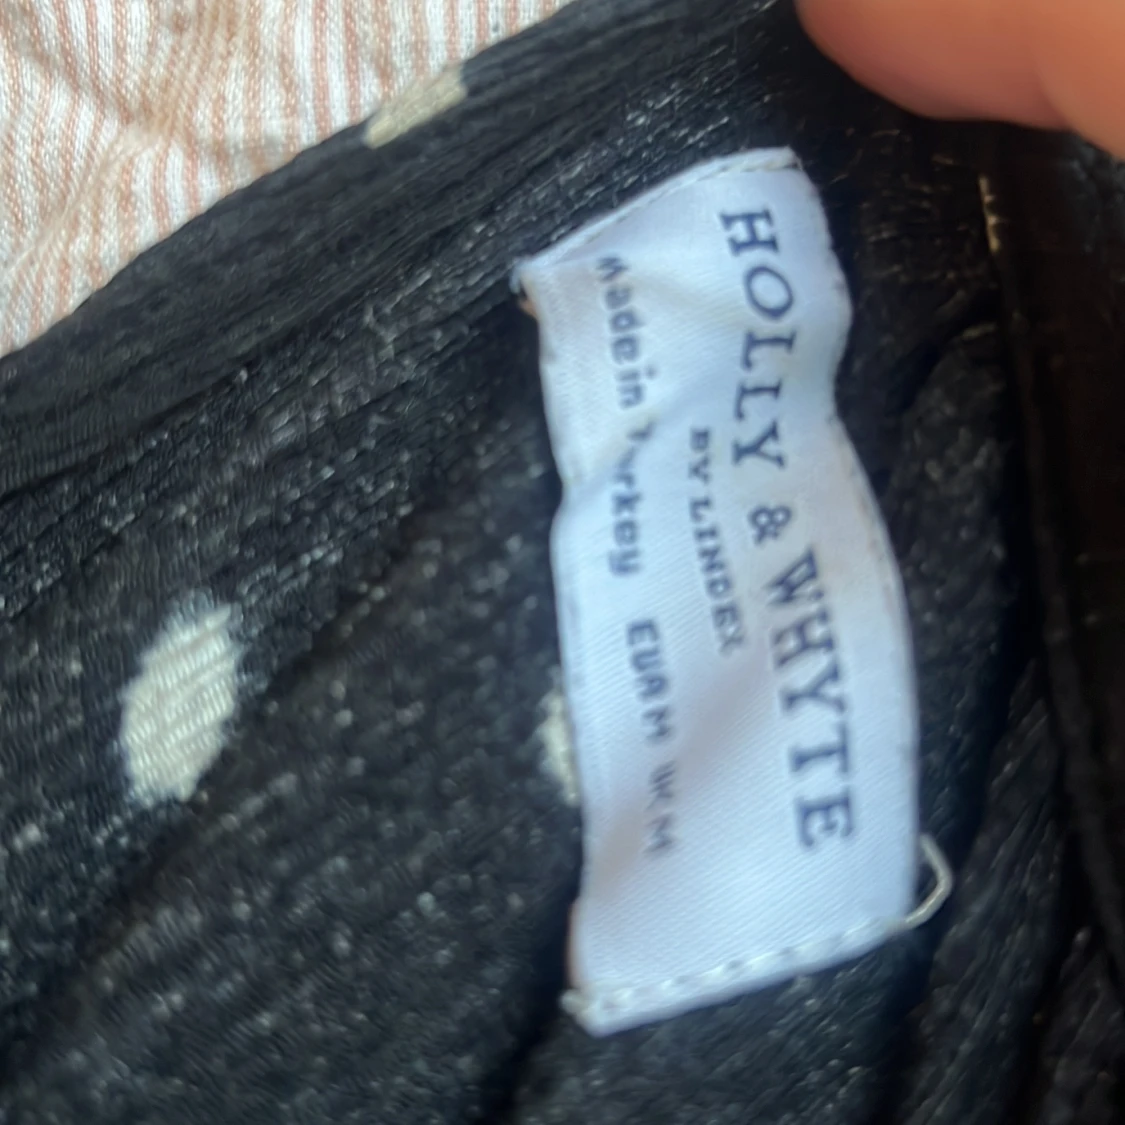 HOLLY & WHYTE
BY LINDEX
Made in Turkey EUR M UK M